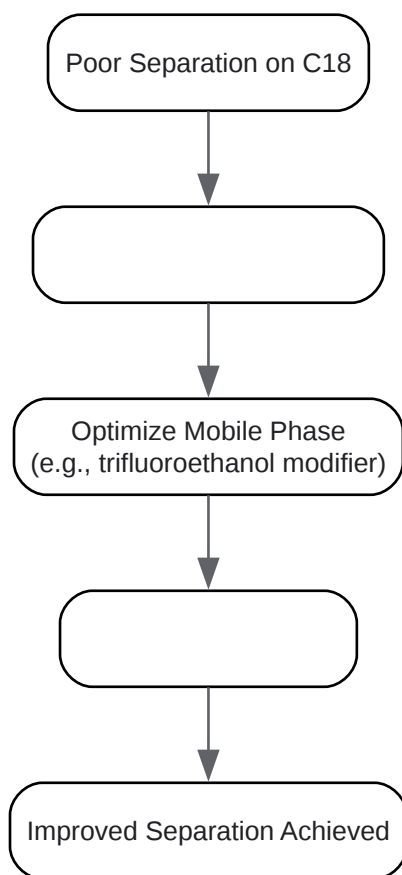 Poor Separation on C18
Optimize Mobile Phase
(e.g., trifluoroethanol modifier)
Improved Separation Achieved